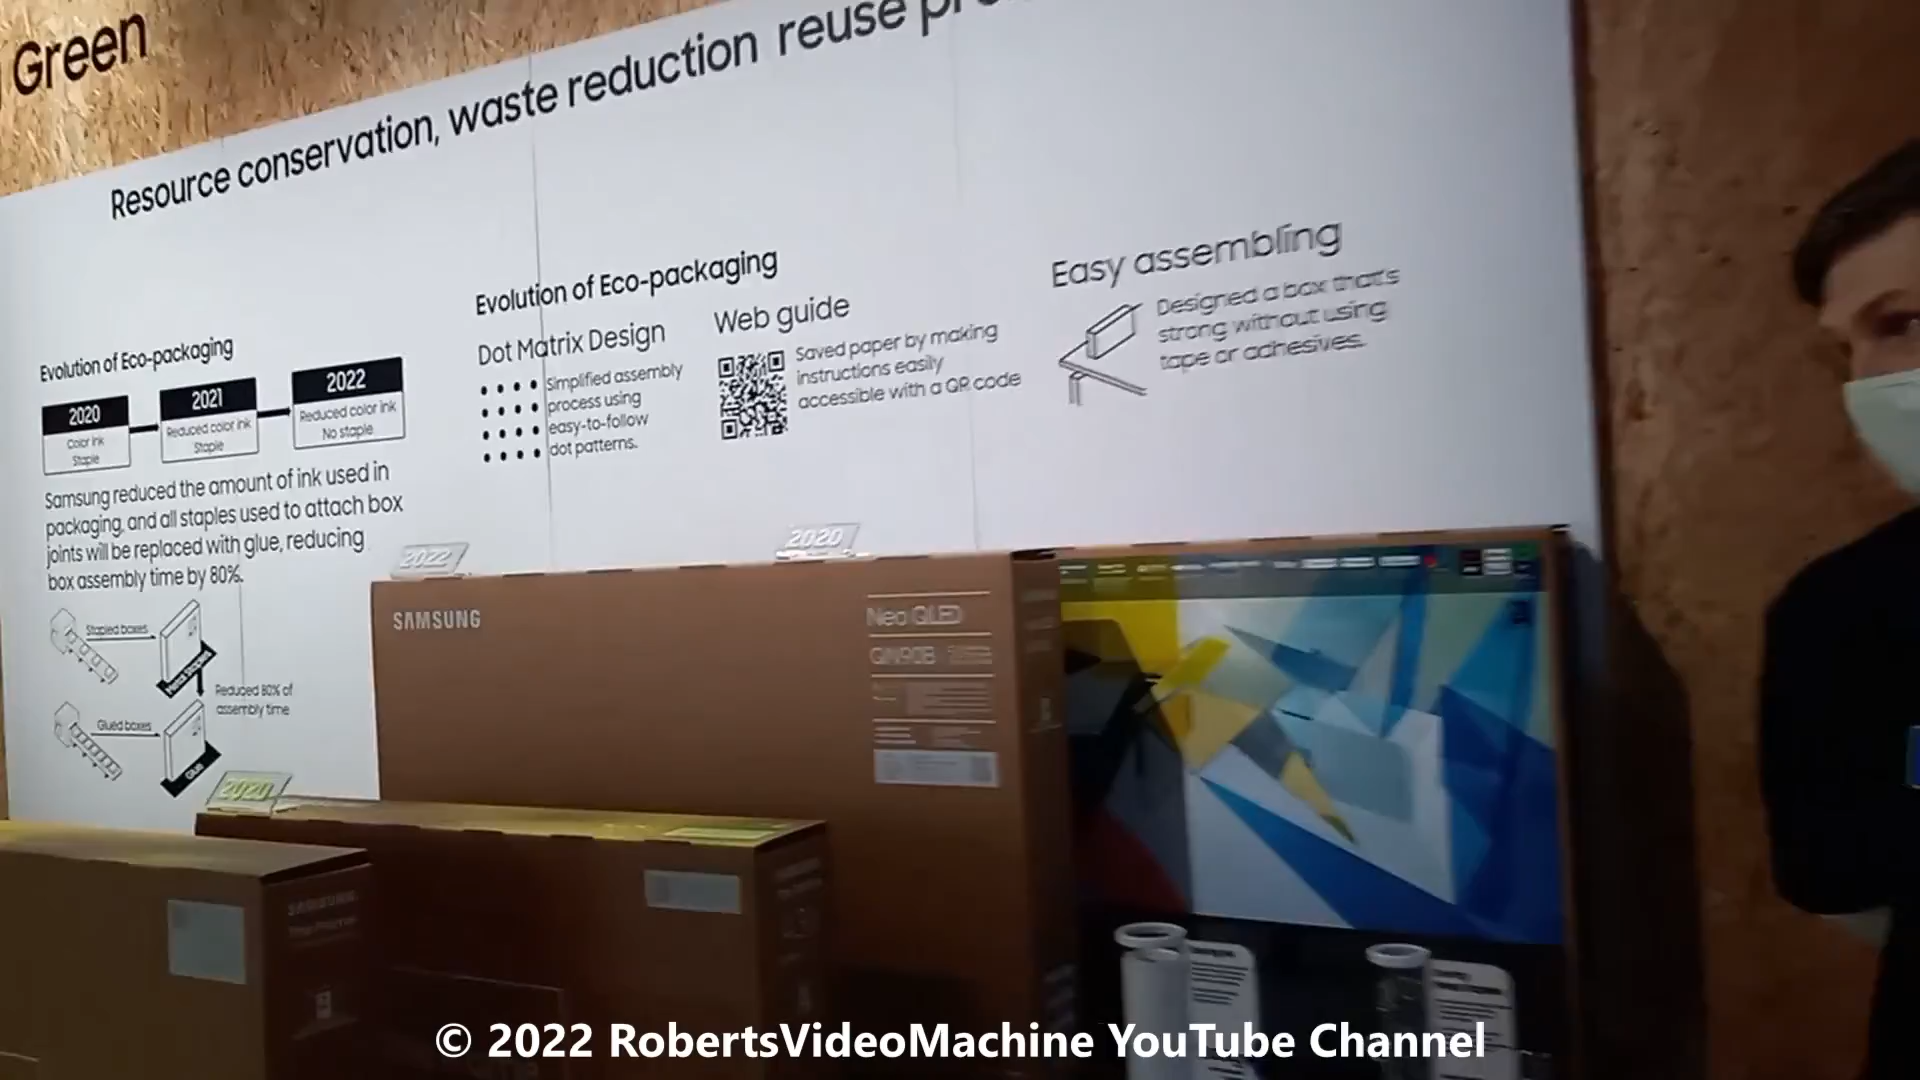 Green
Resource conservation, waste reduction reuse
Evolution of Eco-packaging
2020
Color ink
Staple
2021
Reduced color ink
Staple
2022
Reduced color ink
No staple
Samsung reduced the amount of ink used in
packaging, and all staples used to attach box
joints will be replaced with glue, reducing
box assembly time by 80%.
Stapled boxes
Glued boxes
Glue
Reduced 80% of
assembly time
Evolution of Eco-packaging
Dot Matrix Design
Simplified assembly
process using
easy-to-follow
dot patterns.
Web guide
Saved paper by making
instructions easily
accessible with a QR code
Easy assembling
Designed a box that's
strong without using
tape or adhesives.
2022
2020
SAMSUNG
Neo QLED
QN90B
2020
© 2022 RobertsVideoMachine YouTube Channel